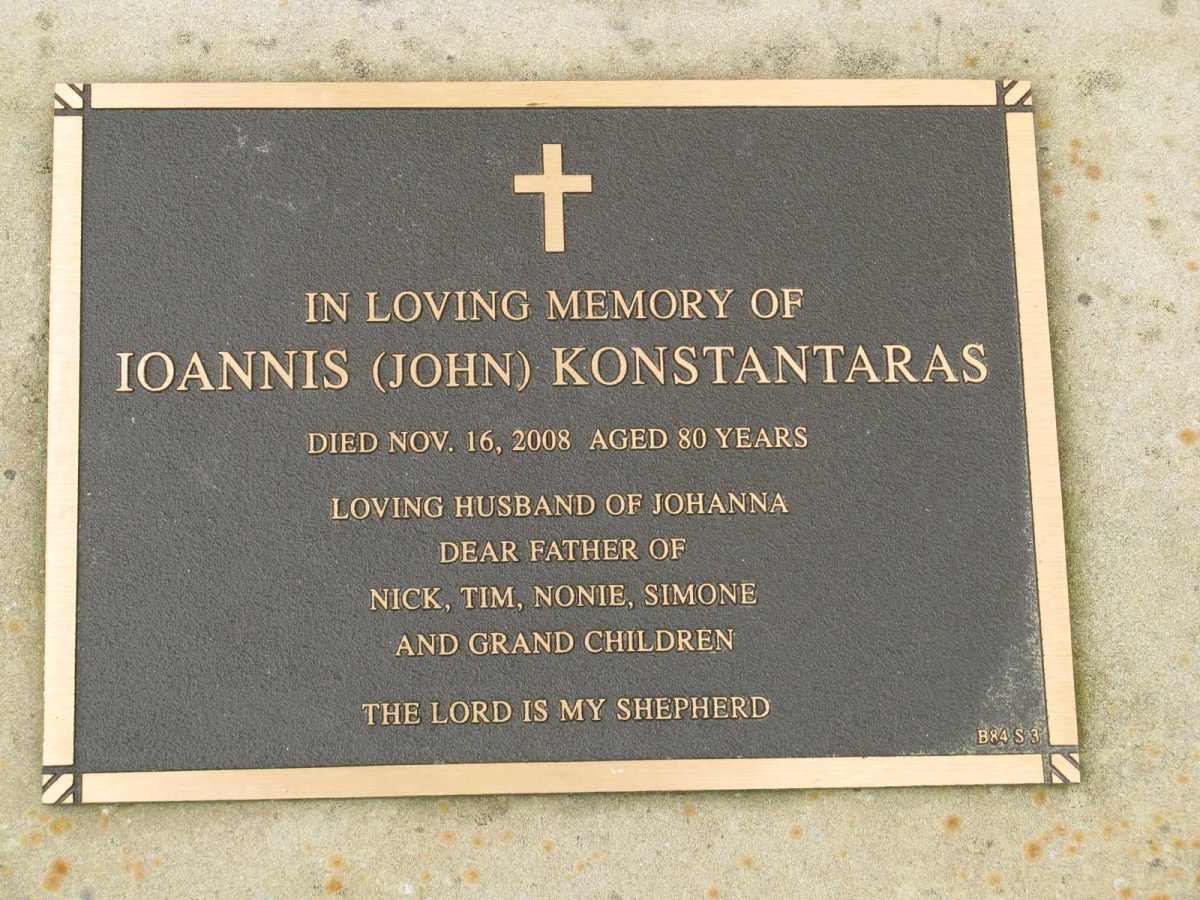 IN LOVING MEMORY OF
IOANNIS (JOHN) KONSTANTARAS
DIED NOV. 16, 2008 AGED 80 YEARS
LOVING HUSBAND OF JOHANNA
DEAR FATHER OF
NICK, TIM, NONIE, SIMONE
AND GRAND CHILDREN
THE LORD IS MY SHEPHERD
B84 S 3